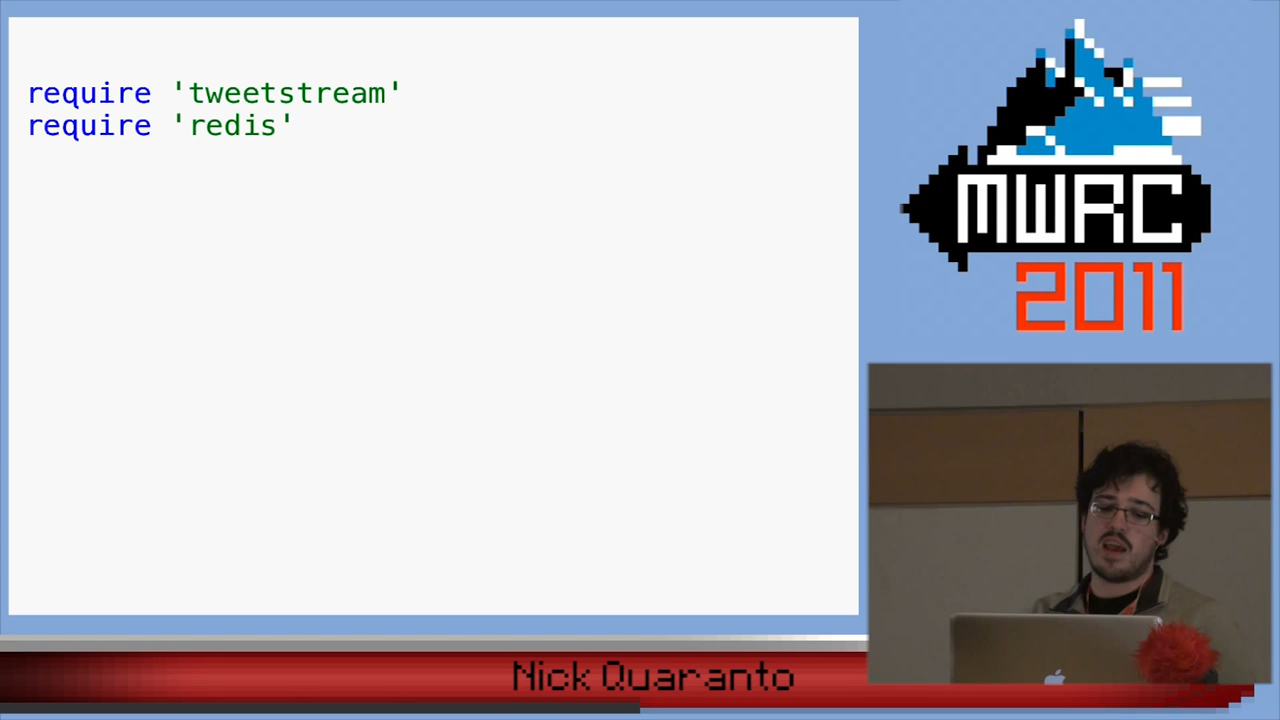 require 'tweetstream'
require 'redis'
MWRC
2011
Nick Quaranto